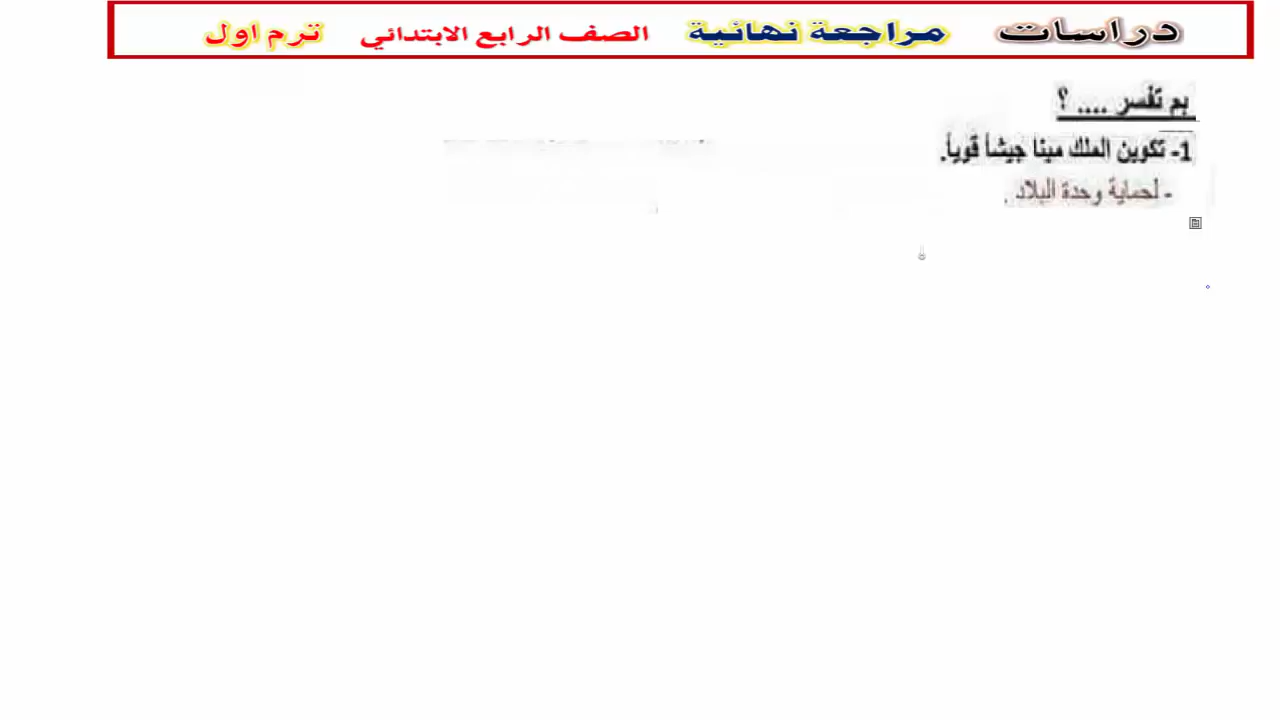 دراسات مراجعة نهائية الصف الرابع الابتدائي ترم اول
بم تفسر .... ؟
1- تكوين الملك مينا جيشاً قوياً.
- لحماية وحدة البلاد .